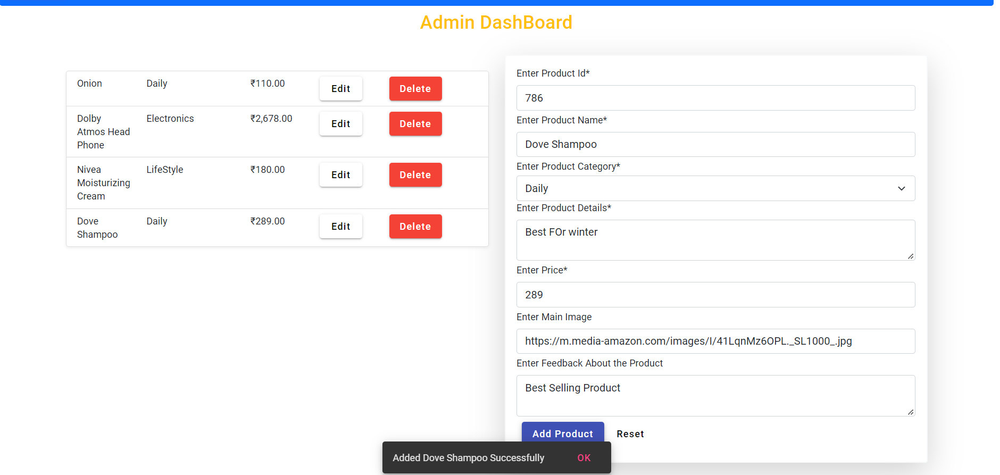 Admin DashBoard
Onion Daily ₹110.00 Edit Delete
Dolby Electronics ₹2,678.00 Edit Delete
Atmos Head
Phone
Nivea LifeStyle ₹180.00 Edit Delete
Moisturizing
Cream
Dove Daily ₹289.00 Edit Delete
Shampoo
Enter Product Id*
786
Enter Product Name*
Dove Shampoo
Enter Product Category*
Daily
Enter Product Details*
Best FOr winter
Enter Price*
289
Enter Main Image
https://m.media-amazon.com/images/I/41LqnMz6OPL._SL1000_.jpg
Enter Feedback About the Product
Best Selling Product
Add Product Reset
Added Dove Shampoo Successfully OK